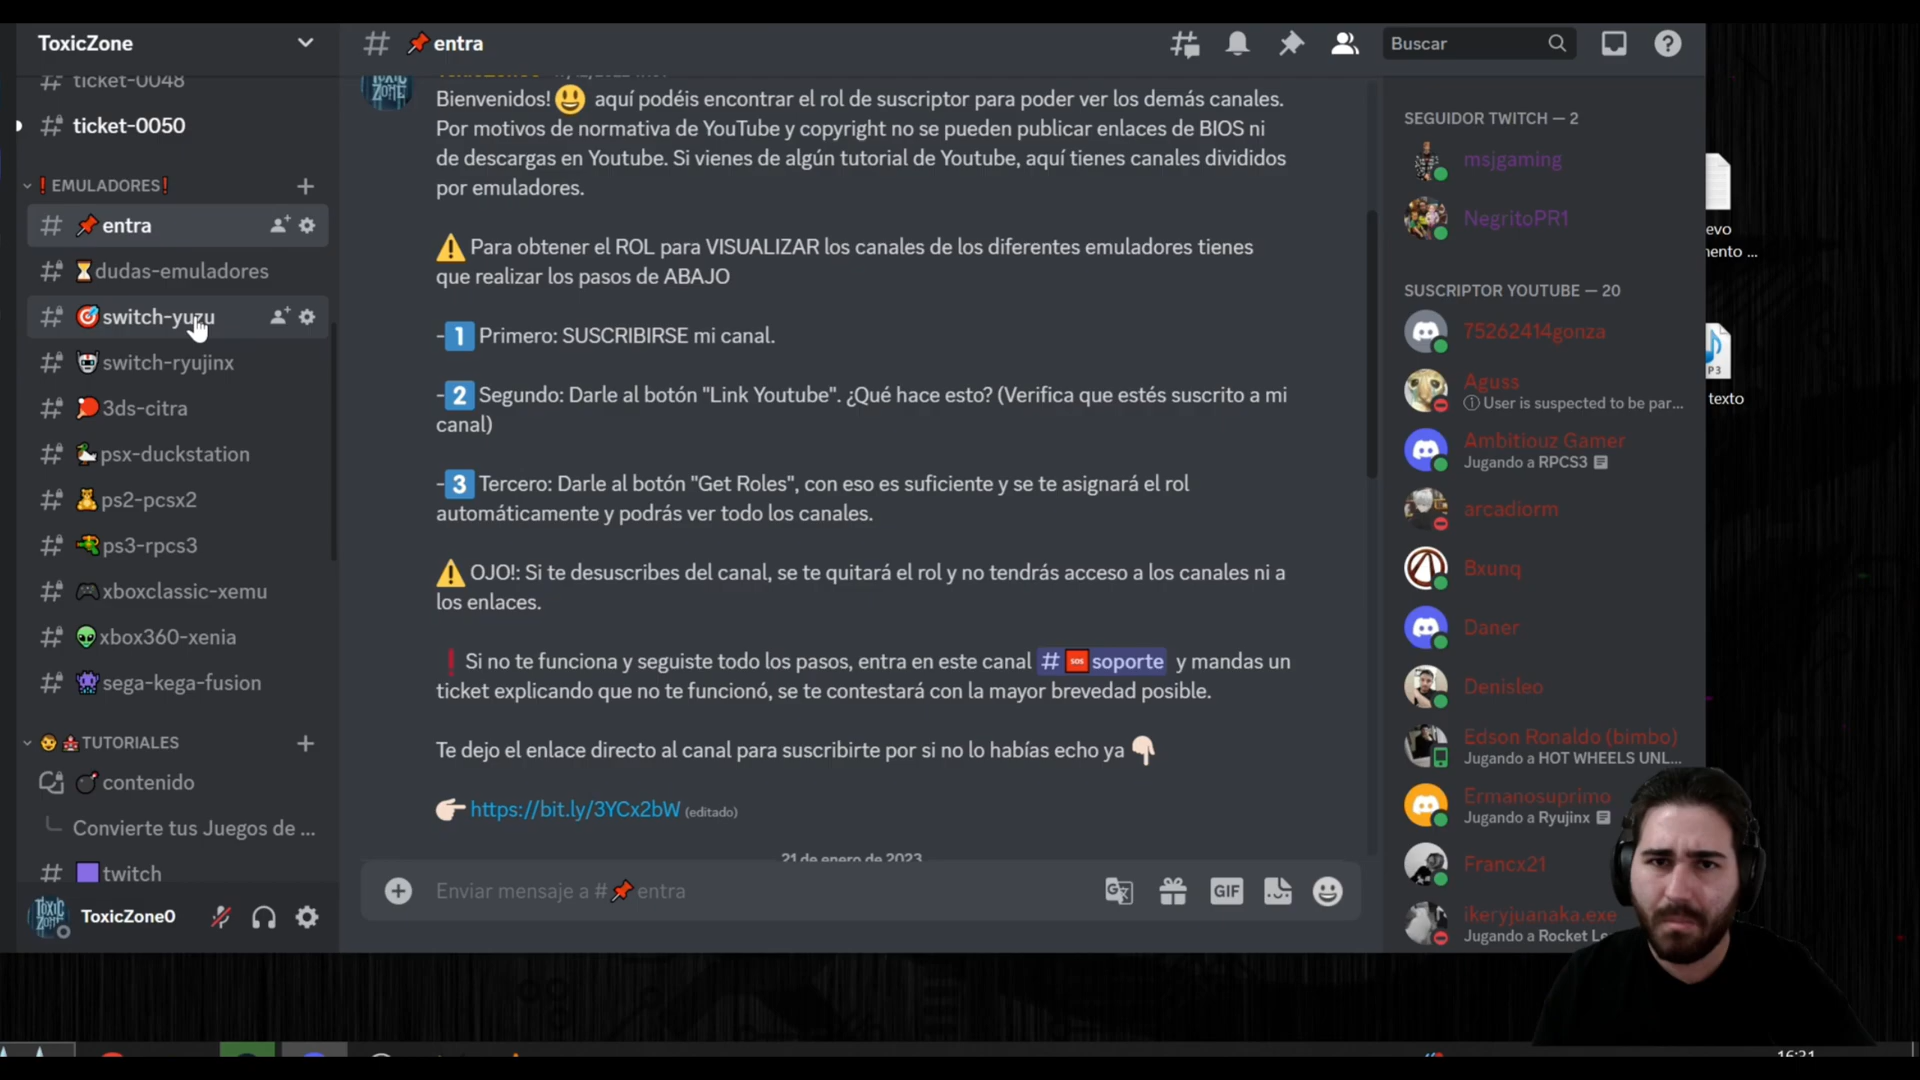 ToxicZone
ticket-0048
ticket-0050
EMULADORES
entra
dudas-emuladores
switch-yuzu
switch-ryujinx
3ds-citra
psx-duckstation
ps2-pcsx2
ps3-rpcs3
xboxclassic-xemu
xbox360-xenia
sega-kega-fusion
TUTORIALES
contenido
Convierte tus Juegos de ...
twitch
ToxicZone0
# entra
Buscar
TOXIC ZONE
Bienvenidos! aquí podéis encontrar el rol de suscriptor para poder ver los demás canales.
Por motivos de normativa de YouTube y copyright no se pueden publicar enlaces de BIOS ni
de descargas en Youtube. Si vienes de algún tutorial de Youtube, aquí tienes canales divididos
por emuladores.
Para obtener el ROL para VISUALIZAR los canales de los diferentes emuladores tienes
que realizar los pasos de ABAJO
-1 Primero: SUSCRIBIRSE mi canal.
-2 Segundo: Darle al botón "Link Youtube". ¿Qué hace esto? (Verifica que estés suscrito a mi
canal)
-3 Tercero: Darle al botón "Get Roles", con eso es suficiente y se te asignará el rol
automáticamente y podrás ver todo los canales.
OJO!: Si te desuscribes del canal, se te quitará el rol y no tendrás acceso a los canales ni a
los enlaces.
Si no te funciona y seguiste todo los pasos, entra en este canal # sos soporte y mandas un
ticket explicando que no te funcionó, se te contestará con la mayor brevedad posible.
Te dejo el enlace directo al canal para suscribirte por si no lo habías echo ya
https://bit.ly/3YCx2bW (editado)
21 de enero de 2023
Enviar mensaje a # entra
GIF
SEGUIDOR TWITCH — 2
msjgaming
NegritoPR1
SUSCRIPTOR YOUTUBE — 20
75262414gonza
Aguss
User is suspected to be par...
Ambitiouz Gamer
Jugando a RPCS3
arcadiorm
Bxunq
Daner
Denisleo
Edson Ronaldo (bimbo)
Jugando a HOT WHEELS UNL...
Ermanosuprimo
Jugando a Ryujinx
Francx21
ikeryjuanaka.exe
Jugando a Rocket Le
evo
nento ...
P3
texto
16:31